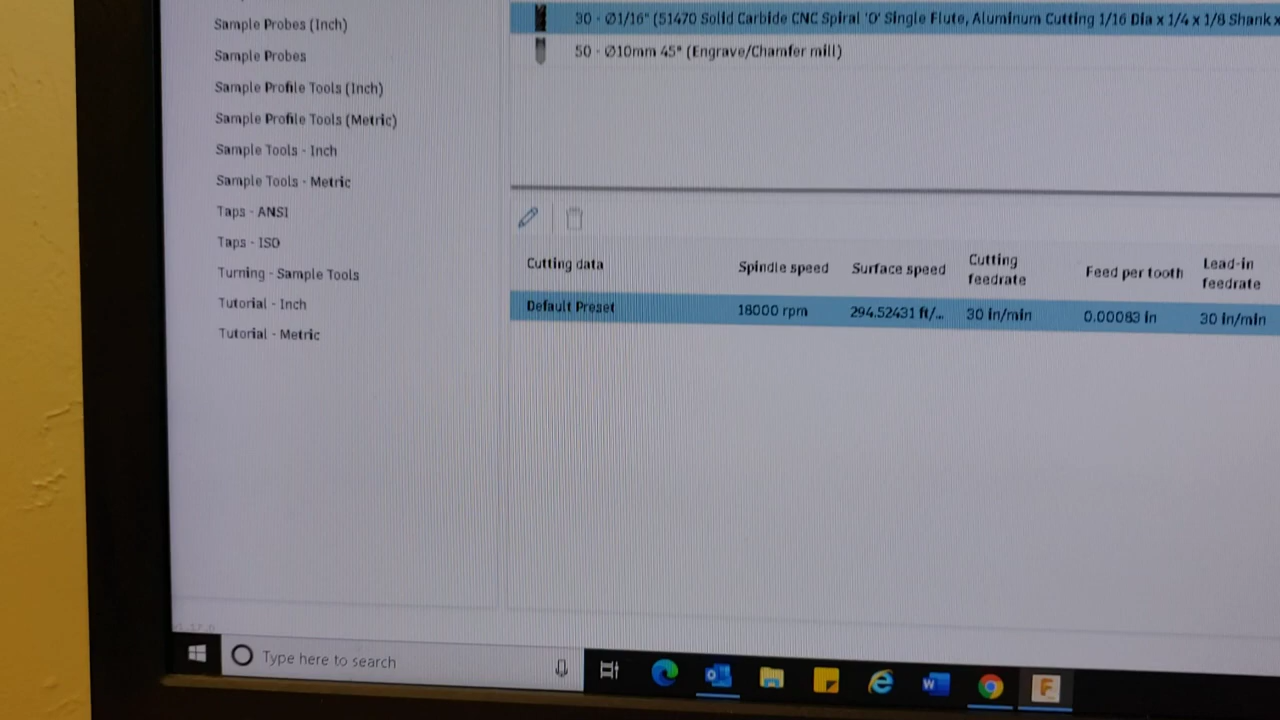 Sample Probes (Inch)
Sample Probes
Sample Profile Tools (Inch)
Sample Profile Tools (Metric)
Sample Tools - Inch
Sample Tools - Metric
Taps - ANSI
Taps - ISO
Turning - Sample Tools
Tutorial - Inch
Tutorial - Metric
30 - Ø1/16" (51470 Solid Carbide CNC Spiral 'O' Single Flute, Aluminum Cutting 1/16 Dia x 1/4 x 1/8 Shank x
50 - Ø10mm 45° (Engrave/Chamfer mill)
Cutting data Spindle speed Surface speed Cutting feedrate Feed per tooth Lead-in feedrate
Default Preset 18000 rpm 294.52431 ft/... 30 in/min 0.00083 in 30 in/min
Type here to search